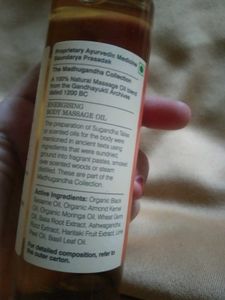 Proprietary Ayurvedic Medicine
Saundarya Prasadak
The Madhugandha Collection
A 100% Natural Massage Oil blend
from the Gandhayukti Archives
dated 1200 BC
ENERGISING
BODY MASSAGE OIL
The preparation of Sugandha Tailas
or scented oils for the body were
mentioned in ancient texts using
ingredients that were sundried,
ground into fragrant pastes, smoked
over scented woods or steam
distilled. These are part of the
Madhugandha Collection.
Active Ingredients: Organic Black
Sesame Oil, Organic Almond Kernel
Oil, Organic Moringa Oil, Wheat Germ
Oil, Bala Root Extract, Ashwagandha
Root Extract, Haritaki Fruit Extract, Lime
Peel Oil, Basil Leaf Oil.
For detailed composition, refer to
the outer carton.